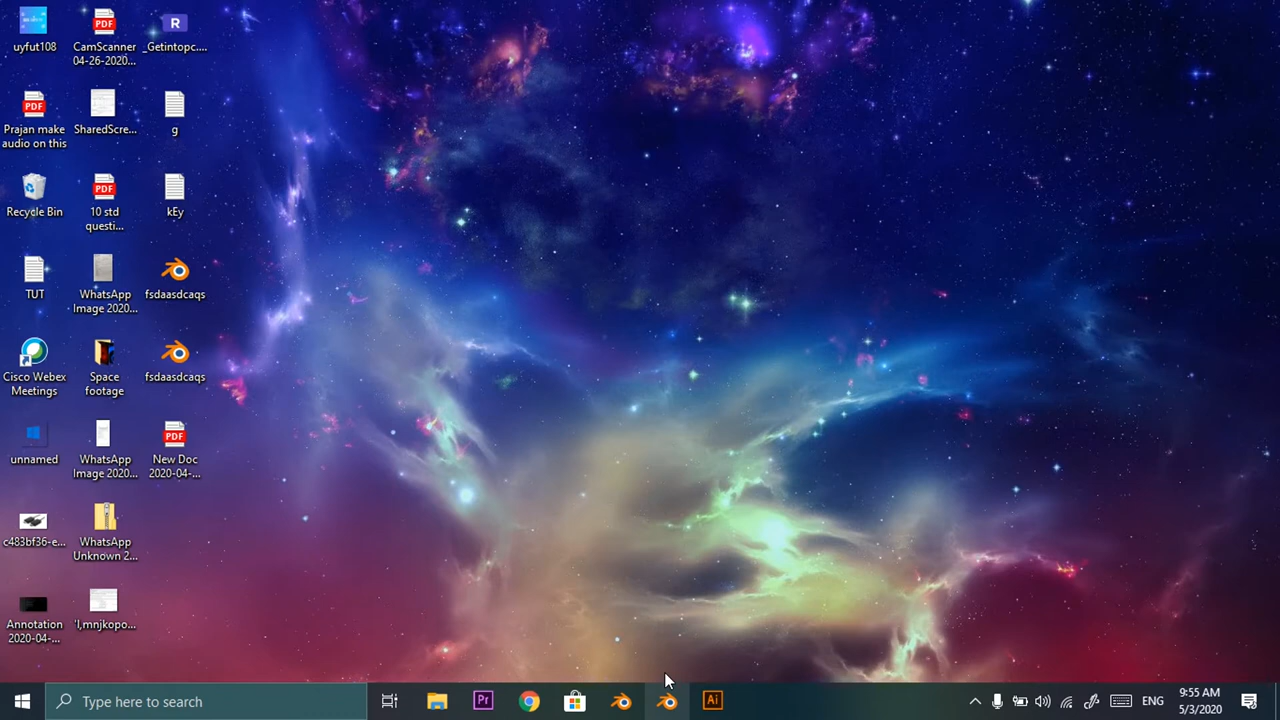 uyfut108
CamScanner
04-26-2020...
_Getintopc....
Prajan make
audio on this
SharedScre...
g
Recycle Bin
10 std
questi...
kEy
TUT
WhatsApp
Image 2020...
fsdaasdcaqs
Cisco Webex
Meetings
Space
footage
fsdaasdcaqs
unnamed
WhatsApp
Image 2020...
New Doc
2020-04-...
c483bf36-e...
WhatsApp
Unknown 2...
Annotation
2020-04-...
'l,mnjkopo...
PDF
R
PDF
PDF
PDF
Type here to search
Pr
Ai
ENG
9:55 AM
5/3/2020